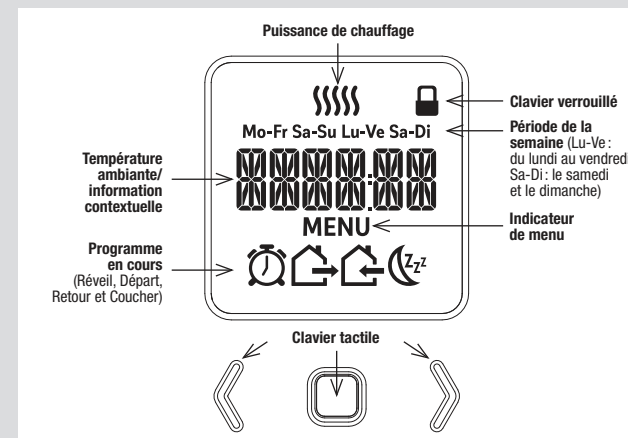 Puissance de chauffage
Clavier verrouillé
Mo-Fr Sa-Su Lu-Ve Sa-Di
Période de la
semaine (Lu-Ve :
du lundi au vendredi
Sa-Di : le samedi
et le dimanche)
Température
ambiante/
information
contextuelle
MENU
Indicateur
de menu
Programme
en cours
(Réveil, Départ,
Retour et Coucher)
zzz
Clavier tactile